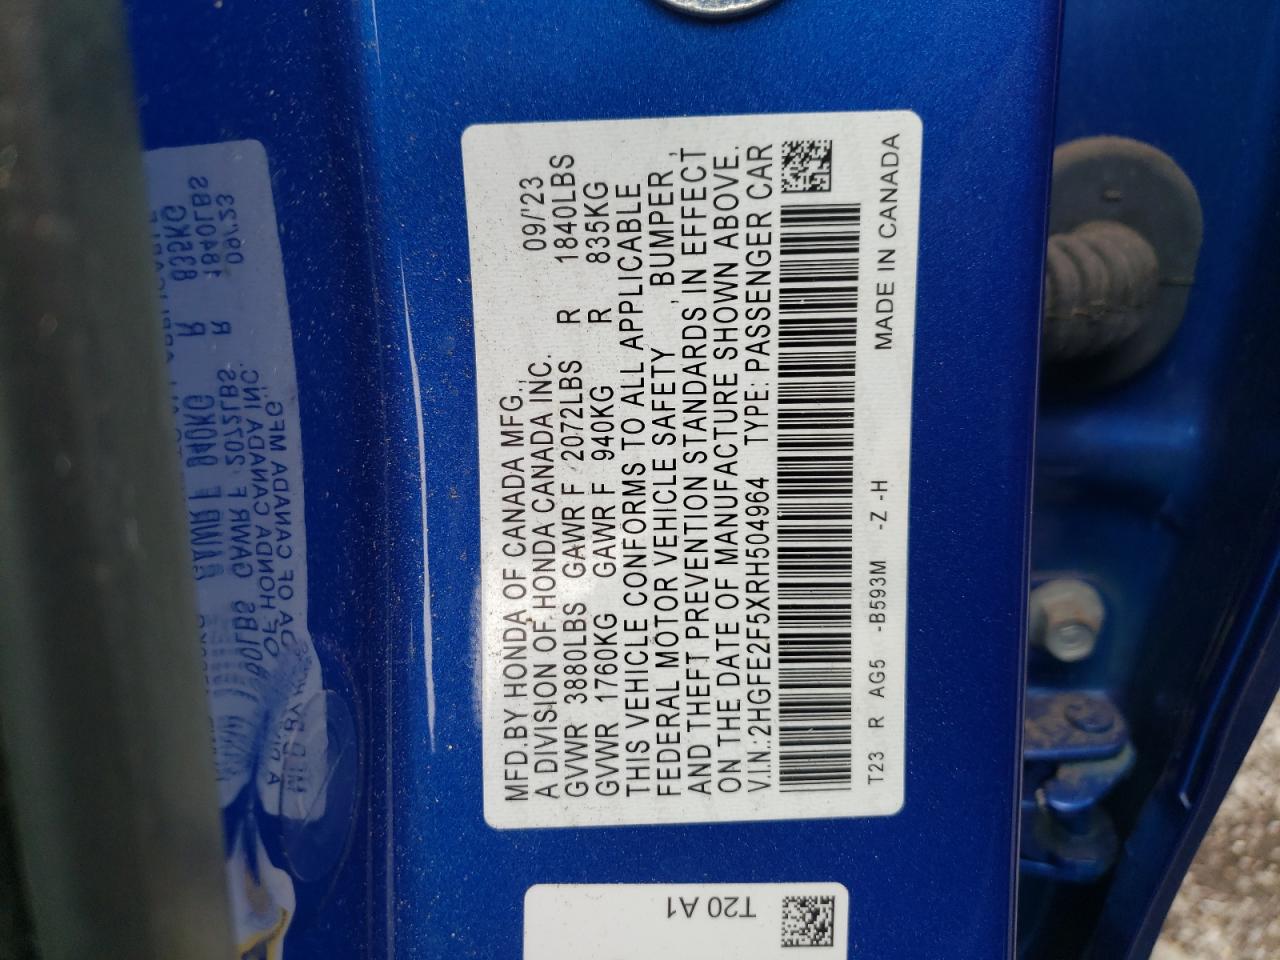 MFD.BY HONDA OF CANADA MFG.,
A DIVISION OF HONDA CANADA INC. 09/'23
GVWR 3880LBS GAWR F 2072LBS R 1840LBS
GVWR 1760KG GAWR F 940KG R 835KG
THIS VEHICLE CONFORMS TO ALL APPLICABLE
FEDERAL MOTOR VEHICLE SAFETY, BUMPER,
AND THEFT PREVENTION STANDARDS IN EFFECT
ON THE DATE OF MANUFACTURE SHOWN ABOVE.
V.I.N.:2HGFE2F5XRH504964 TYPE: PASSENGER CAR
T23 R AG5 -B593M -Z -H MADE IN CANADA
T20 A1